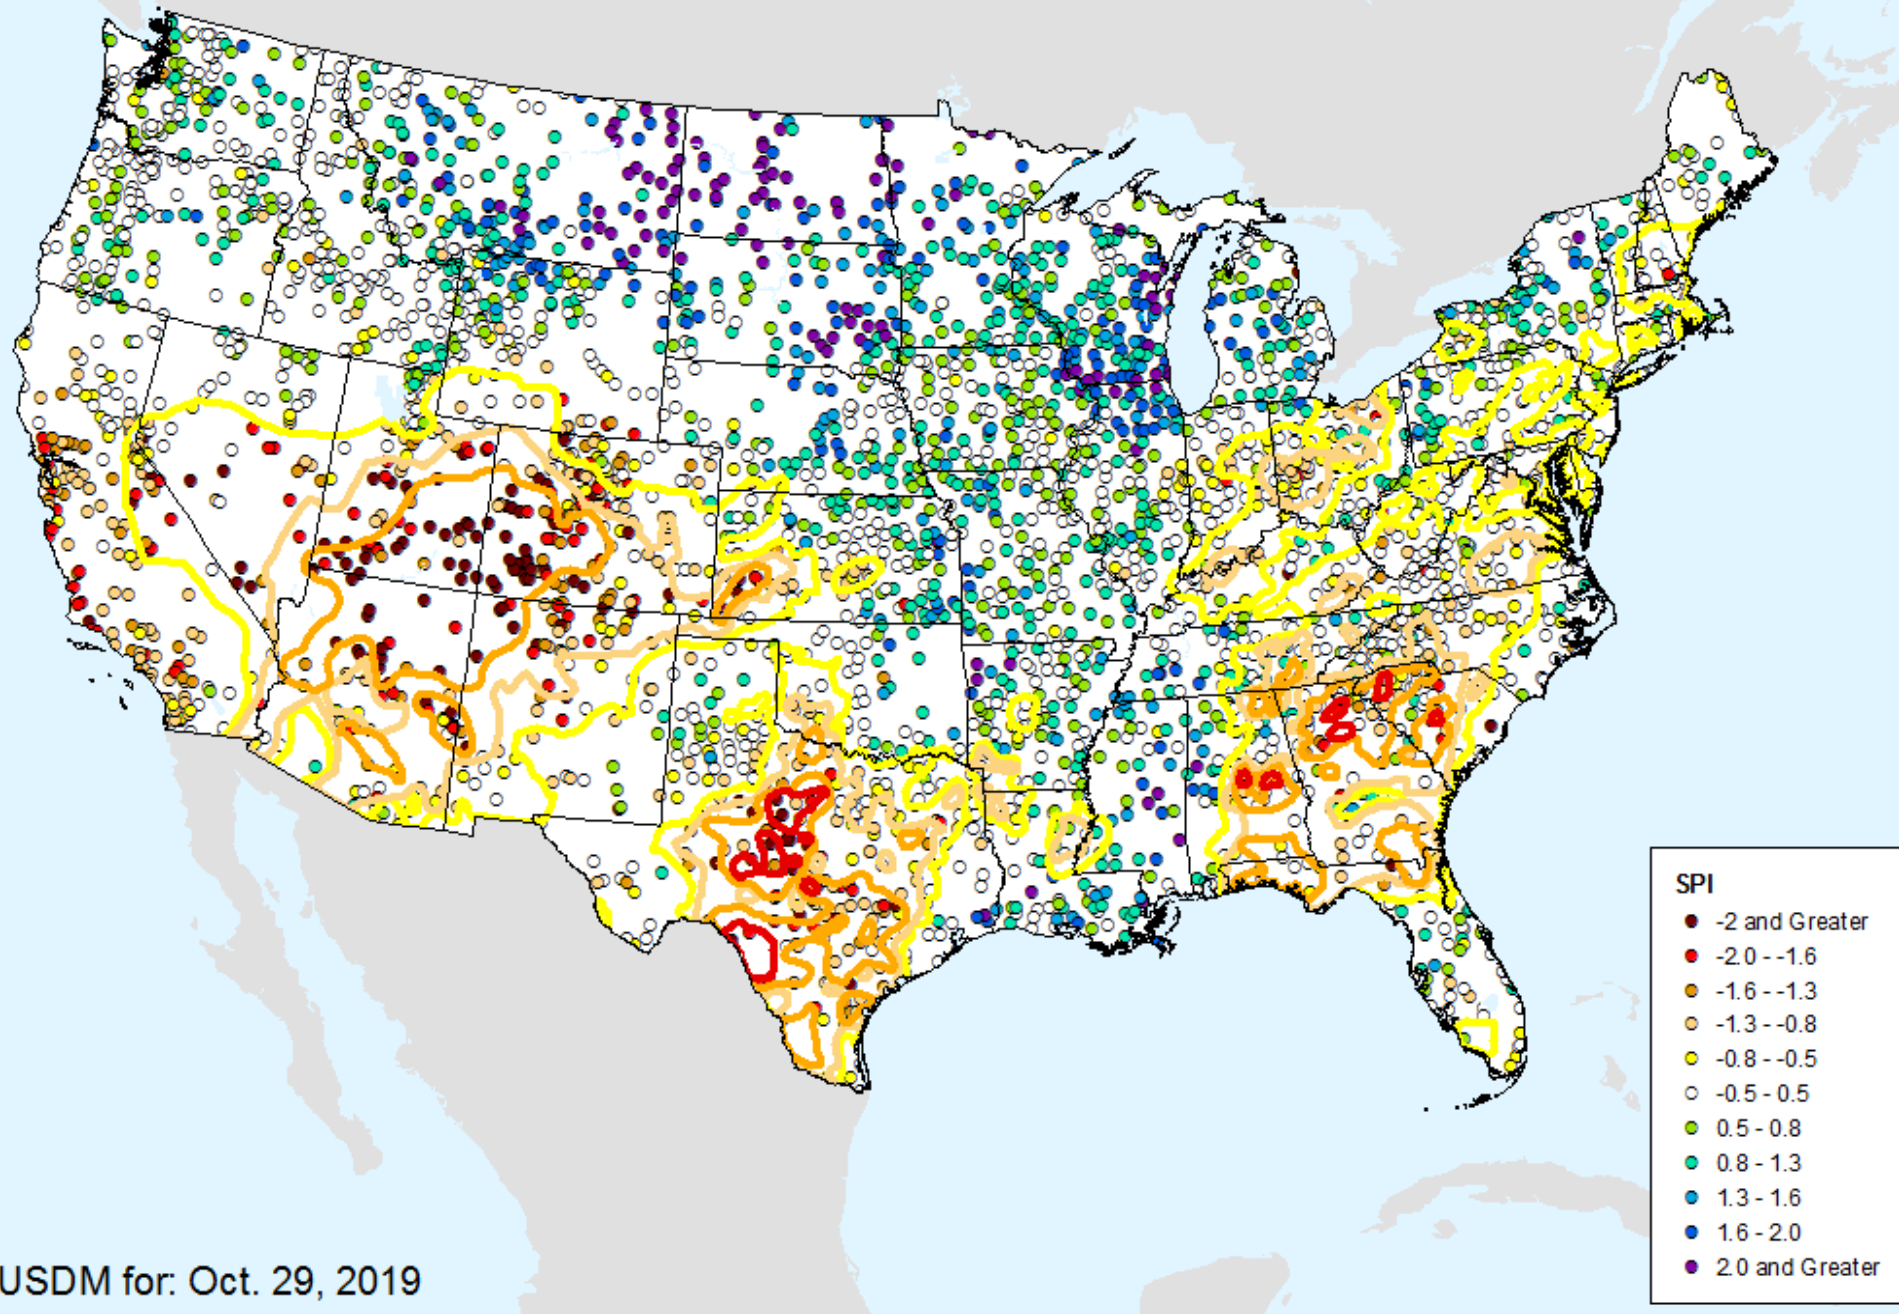 SPI
-2 and Greater
-2.0 - -1.6
-1.6 - -1.3
-1.3 - -0.8
-0.8 - -0.5
-0.5 - 0.5
0.5 - 0.8
0.8 - 1.3
1.3 - 1.6
1.6 - 2.0
2.0 and Greater
USDM for: Oct. 29, 2019